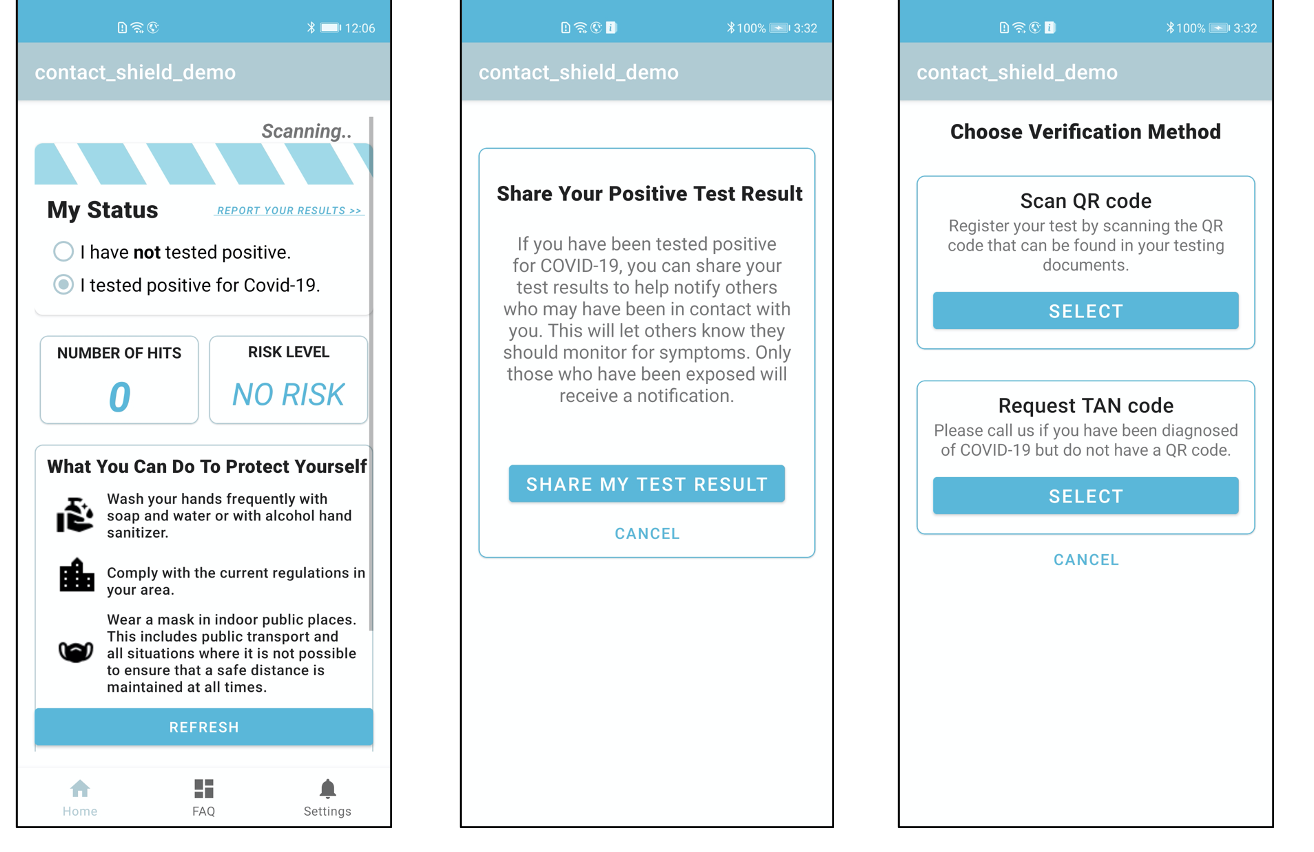 12:06
contact_shield_demo
Scanning..
My Status
REPORT YOUR RESULTS >>
I have not tested positive.
I tested positive for Covid-19.
NUMBER OF HITS
0
RISK LEVEL
NO RISK
What You Can Do To Protect Yourself
Wash your hands frequently with
soap and water or with alcohol hand
sanitizer.
Comply with the current regulations in
your area.
Wear a mask in indoor public places.
This includes public transport and
all situations where it is not possible
to ensure that a safe distance is
maintained at all times.
REFRESH
Home
FAQ
Settings
100% 3:32
contact_shield_demo
Share Your Positive Test Result
If you have been tested positive
for COVID-19, you can share your
test results to help notify others
who may have been in contact with
you. This will let others know they
should monitor for symptoms. Only
those who have been exposed will
receive a notification.
SHARE MY TEST RESULT
CANCEL
100% 3:32
contact_shield_demo
Choose Verification Method
Scan QR code
Register your test by scanning the QR
code that can be found in your testing
documents.
SELECT
Request TAN code
Please call us if you have been diagnosed
of COVID-19 but do not have a QR code.
SELECT
CANCEL